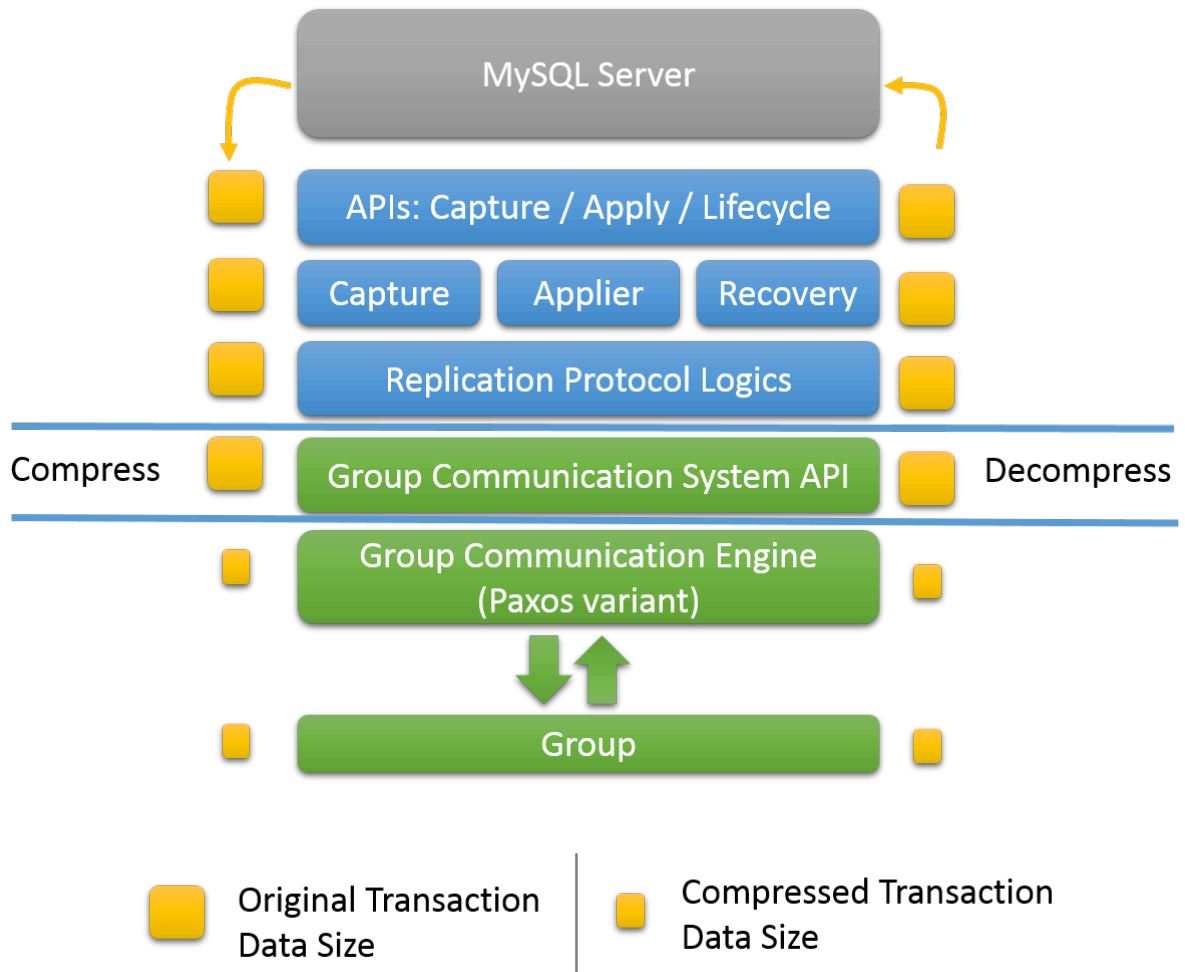 MySQL Server
APIs: Capture / Apply / Lifecycle
Capture
Applier
Recovery
Replication Protocol Logics
Compress
Group Communication System API
Decompress
Group Communication Engine
(Paxos variant)
Group
Original Transaction
Data Size
Compressed Transaction
Data Size